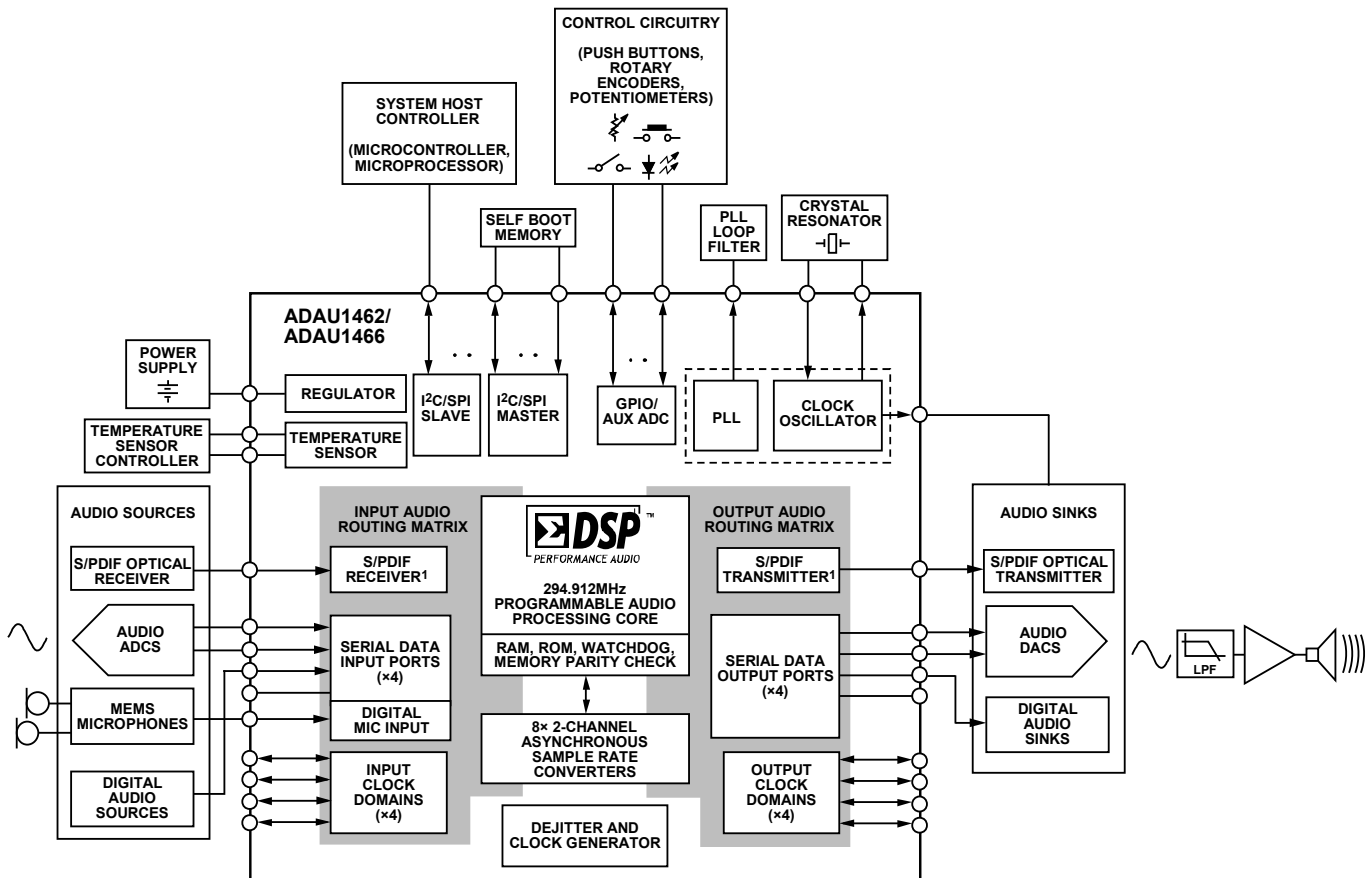 CONTROL CIRCUITRY
(PUSH BUTTONS,
ROTARY
ENCODERS,
POTENTIOMETERS)
SYSTEM HOST
CONTROLLER
(MICROCONTROLLER,
MICROPROCESSOR)
SELF BOOT
MEMORY
PLL
LOOP
FILTER
CRYSTAL
RESONATOR
ADAU1462/
ADAU1466
POWER
SUPPLY
REGULATOR
TEMPERATURE
SENSOR
CONTROLLER
TEMPERATURE
SENSOR
I²C/SPI
SLAVE
I²C/SPI
MASTER
GPIO/
AUX ADC
PLL
CLOCK
OSCILLATOR
AUDIO SOURCES
S/PDIF OPTICAL
RECEIVER
AUDIO
ADCS
MEMS
MICROPHONES
DIGITAL
AUDIO
SOURCES
INPUT AUDIO
ROUTING MATRIX
S/PDIF
RECEIVER¹
SERIAL DATA
INPUT PORTS
(×4)
DIGITAL
MIC INPUT
INPUT
CLOCK
DOMAINS
(×4)
ΣDSP™
PERFORMANCE AUDIO
294.912MHz
PROGRAMMABLE AUDIO
PROCESSING CORE
RAM, ROM, WATCHDOG,
MEMORY PARITY CHECK
8× 2-CHANNEL
ASYNCHRONOUS
SAMPLE RATE
CONVERTERS
DEJITTER AND
CLOCK GENERATOR
OUTPUT AUDIO
ROUTING MATRIX
S/PDIF
TRANSMITTER¹
SERIAL DATA
OUTPUT PORTS
(×4)
OUTPUT
CLOCK
DOMAINS
(×4)
AUDIO SINKS
S/PDIF OPTICAL
TRANSMITTER
AUDIO
DACS
DIGITAL
AUDIO
SINKS
LPF